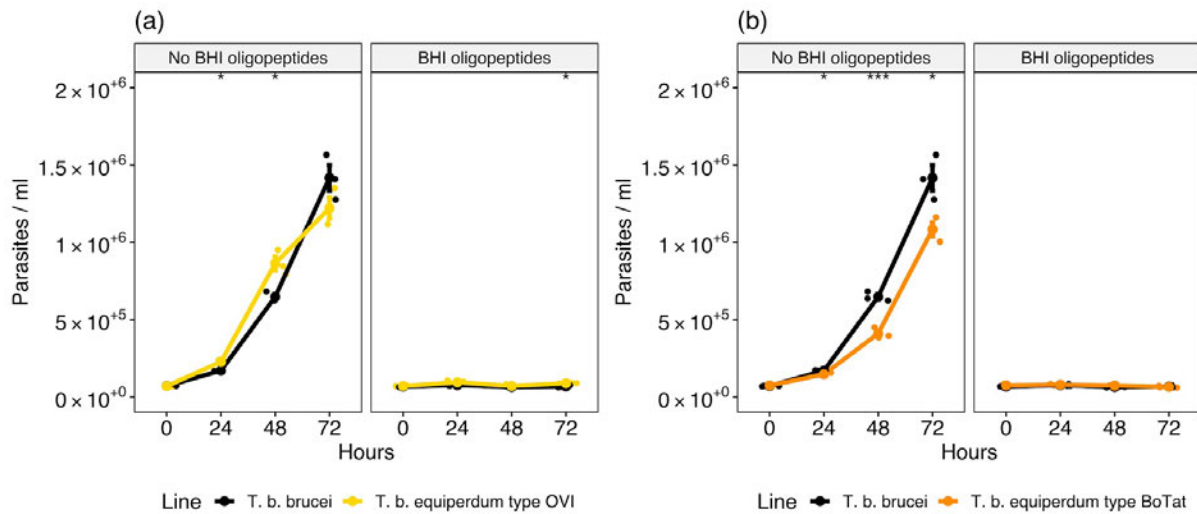 (a)
No BHI oligopeptides
BHI oligopeptides
* *
*
2 × 10⁺⁶
1.5 × 10⁺⁶
1 × 10⁺⁶
5 × 10⁺⁵
0 × 10⁺⁰
Parasites / ml
0 24 48 72
0 24 48 72
Hours
Line T. b. brucei T. b. equiperdum type OVI
(b)
No BHI oligopeptides
BHI oligopeptides
* *** *
2 × 10⁺⁶
1.5 × 10⁺⁶
1 × 10⁺⁶
5 × 10⁺⁵
0 × 10⁺⁰
Parasites / ml
0 24 48 72
0 24 48 72
Hours
Line T. b. brucei T. b. equiperdum type BoTat